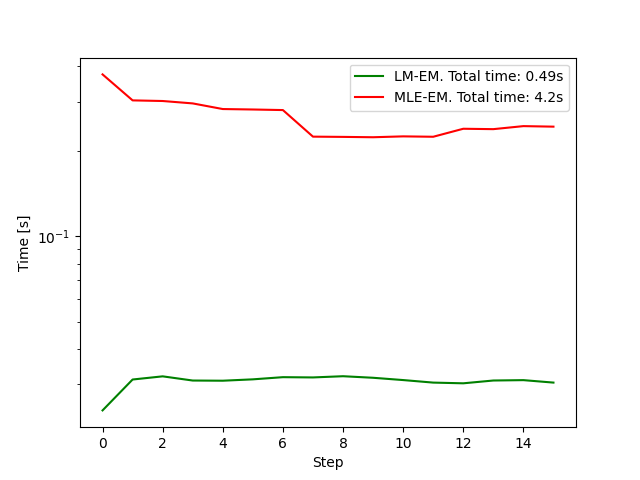 LM-EM. Total time: 0.49s
MLE-EM. Total time: 4.2s
Time [s]
10⁻¹
0 2 4 6 8 10 12 14
Step